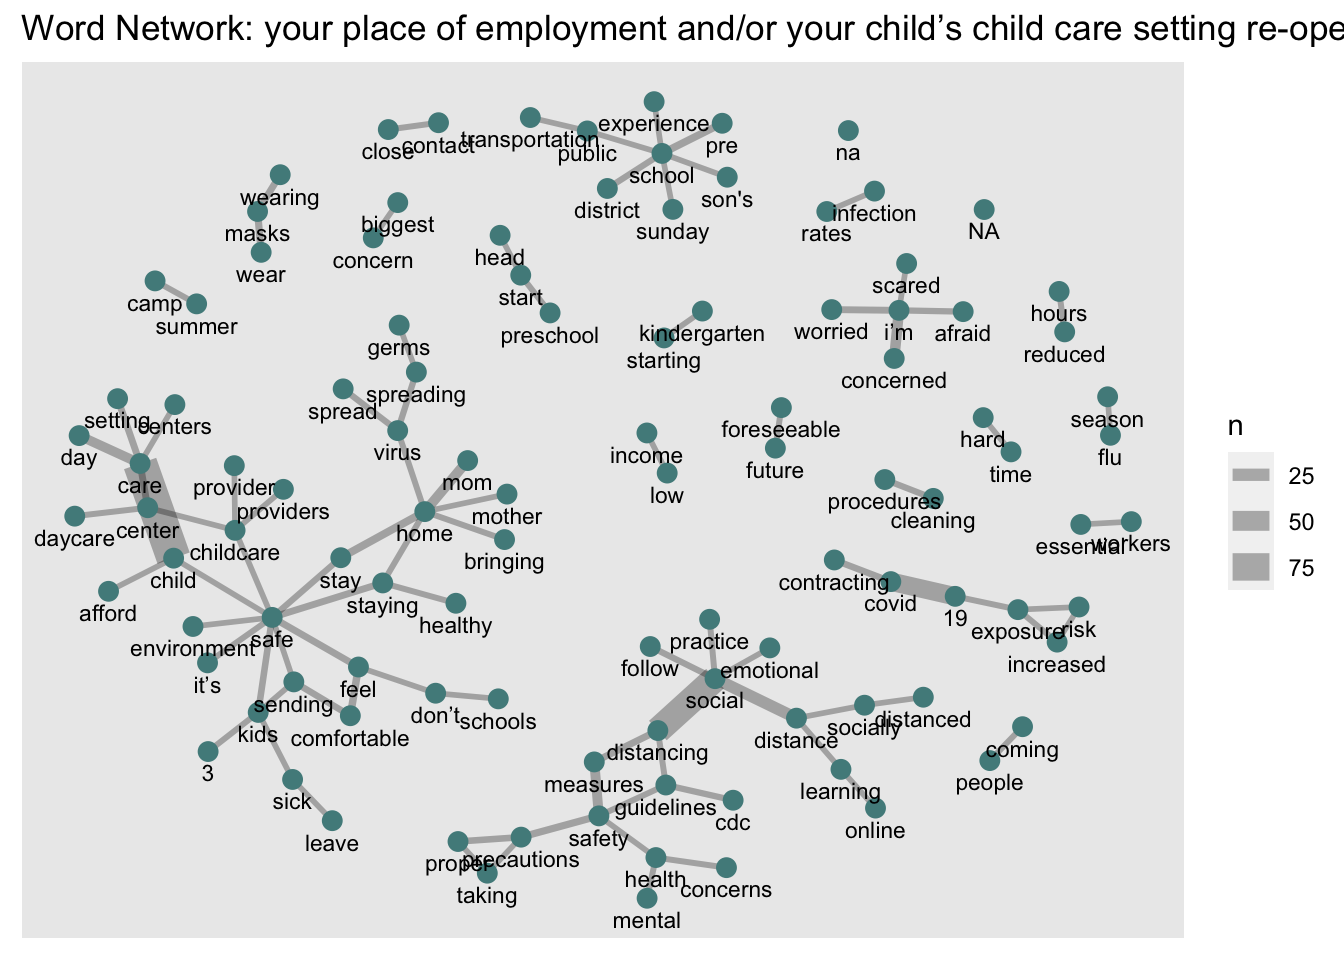 Word Network: your place of employment and/or your child’s child care setting re-ope
experience
close
contact
transportation
public
pre
na
school
wearing
son's
district
infection
biggest
masks
sunday
NA
rates
head
concern
wear
scared
start
camp
hours
summer
kindergarten
worried
i’m
afraid
preschool
germs
starting
reduced
concerned
spreading
spread
setting
centers
season
foreseeable
hard
day
virus
income
flu
future
time
care
mom
provider
low
procedures
providers
mother
cleaning
center
home
daycare
childcare
essential
workers
bringing
child
stay
contracting
covid
staying
afford
19
healthy
exposure
risk
safe
practice
environment
increased
follow
emotional
it’s
feel
social
sending
don’t
schools
socially
distanced
kids
comfortable
distance
distancing
coming
3
measures
people
learning
sick
guidelines
cdc
online
safety
leave
proper
precautions
health
concerns
taking
mental
n
25
50
75